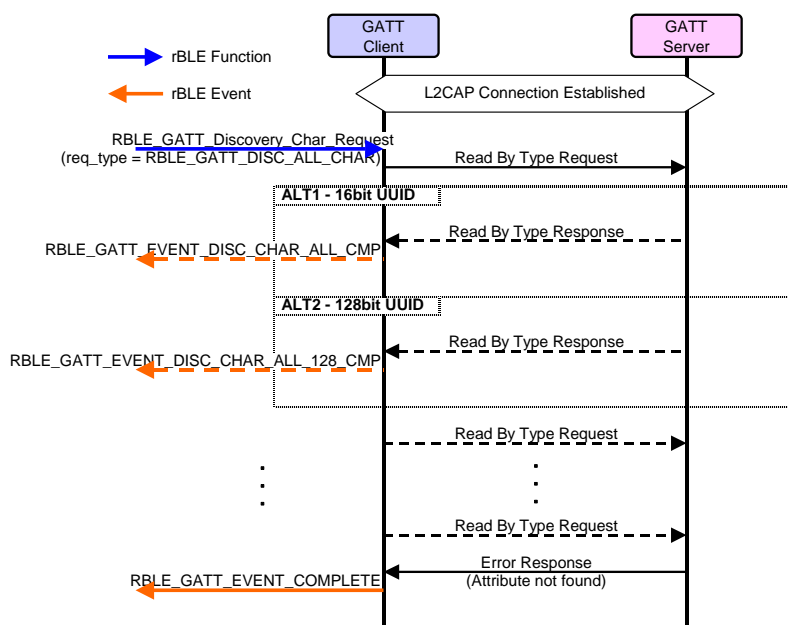 GATT
Client
GATT
Server
rBLE Function
rBLE Event
L2CAP Connection Established
RBLE_GATT_Discovery_Char_Request
(req_type = RBLE_GATT_DISC_ALL_CHAR)
Read By Type Request
ALT1 - 16bit UUID
Read By Type Response
RBLE_GATT_EVENT_DISC_CHAR_ALL_CMP
ALT2 - 128bit UUID
Read By Type Response
RBLE_GATT_EVENT_DISC_CHAR_ALL_128_CMP
Read By Type Request
Read By Type Request
Error Response
(Attribute not found)
RBLE_GATT_EVENT_COMPLETE